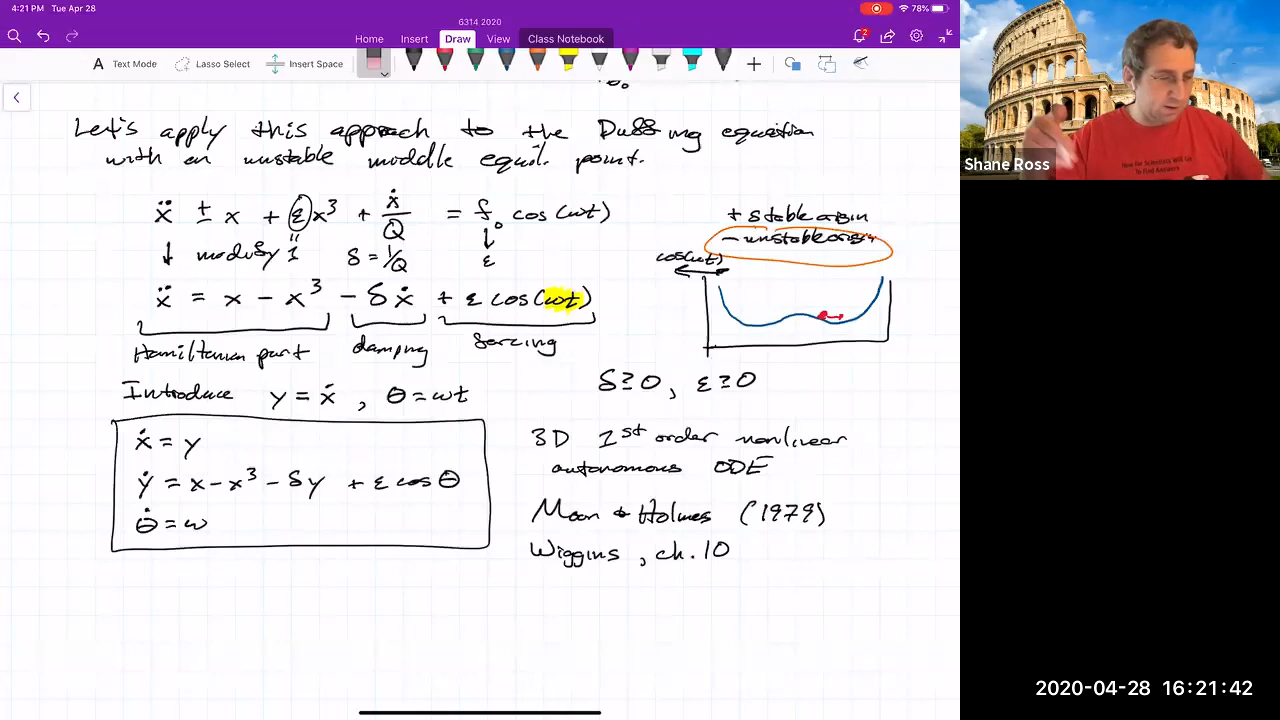 4:21 PM Tue Apr 28
78%
6314 2020
Home Insert Draw View Class Notebook
2
Text Mode Lasso Select Insert Space
θ₀
Let's apply this approach to the Duffing equation
with an unstable middle equil. point.
ẍ ± x + εx³ + ẋ/Q = f₀ cos(ωt)
↓ modify 1 δ = 1/Q ε
ẍ = x - x³ - δẋ + ε cos(ωt)
Hamiltonian part damping forcing
+ stable origin
- unstable origin
cos(ωt)
Introduce y = ẋ , θ = ωt
δ ≥ 0, ε ≥ 0
ẋ = y
ẏ = x - x³ - δy + ε cos θ
θ̇ = ω
3D 1st order nonlinear
autonomous ODE
Moon & Holmes (1979)
Wiggins, ch. 10
Shane Ross
2020-04-28 16:21:42